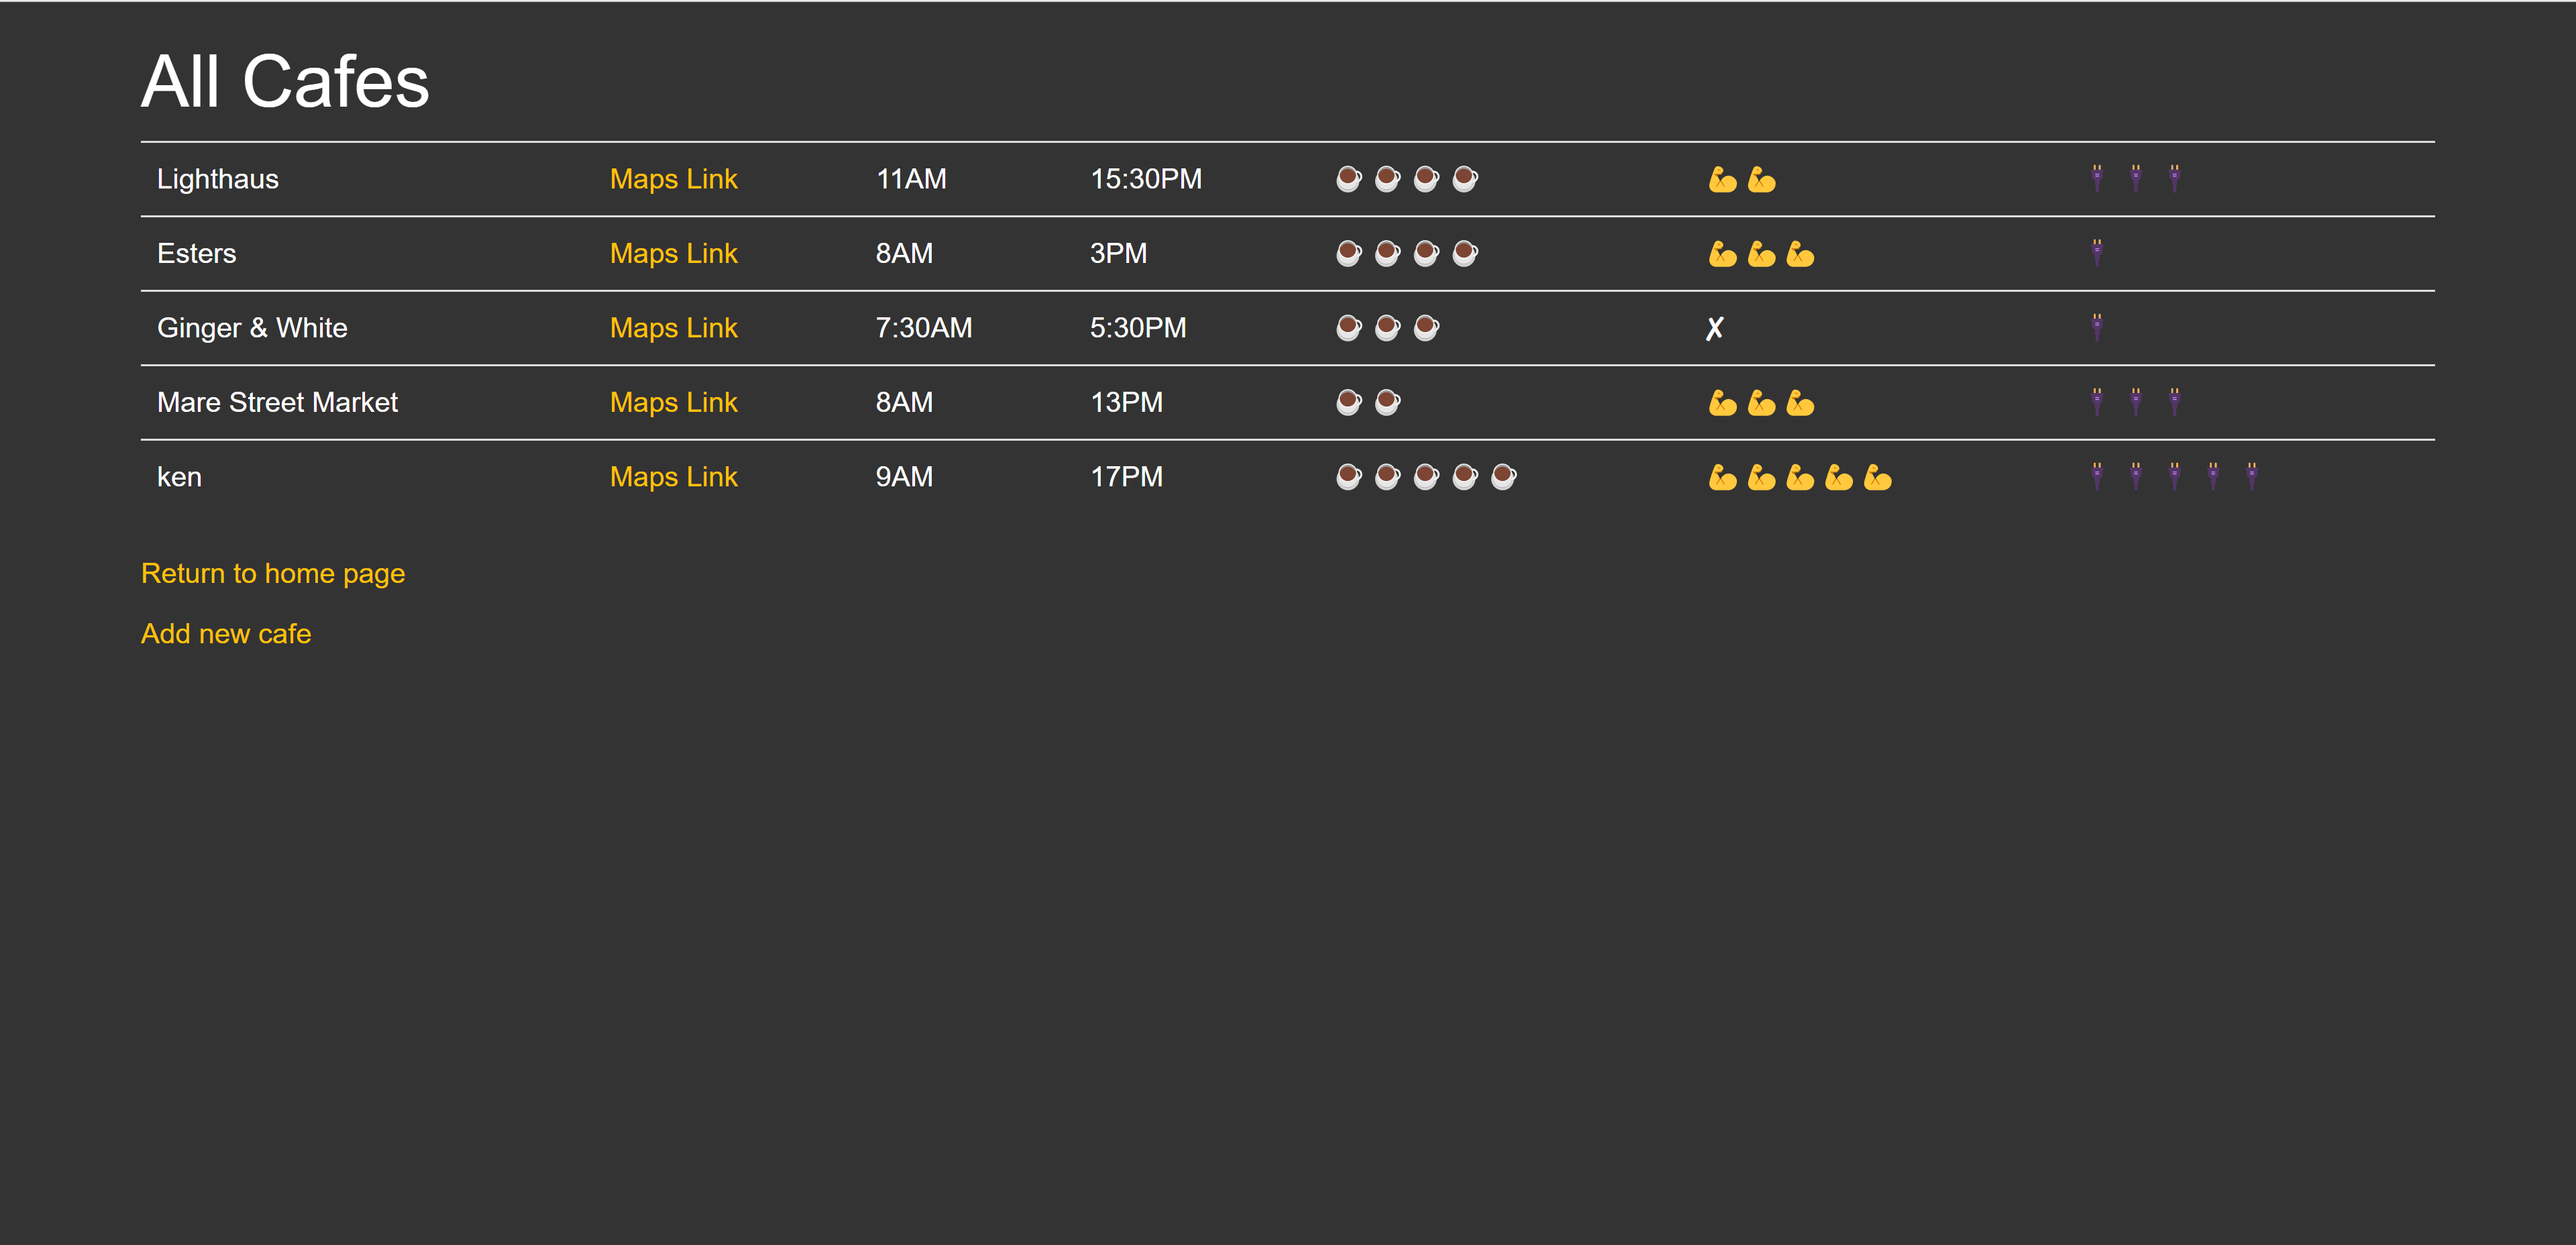 All Cafes
Lighthaus Maps Link 11AM 15:30PM ☕☕☕☕ 💪💪 🔌🔌🔌
Esters Maps Link 8AM 3PM ☕☕☕☕ 💪💪💪 🔌
Ginger & White Maps Link 7:30AM 5:30PM ☕☕☕ ✘ 🔌
Mare Street Market Maps Link 8AM 13PM ☕☕ 💪💪💪 🔌🔌🔌
ken Maps Link 9AM 17PM ☕☕☕☕☕ 💪💪💪💪💪 🔌🔌🔌🔌🔌
Return to home page
Add new cafe